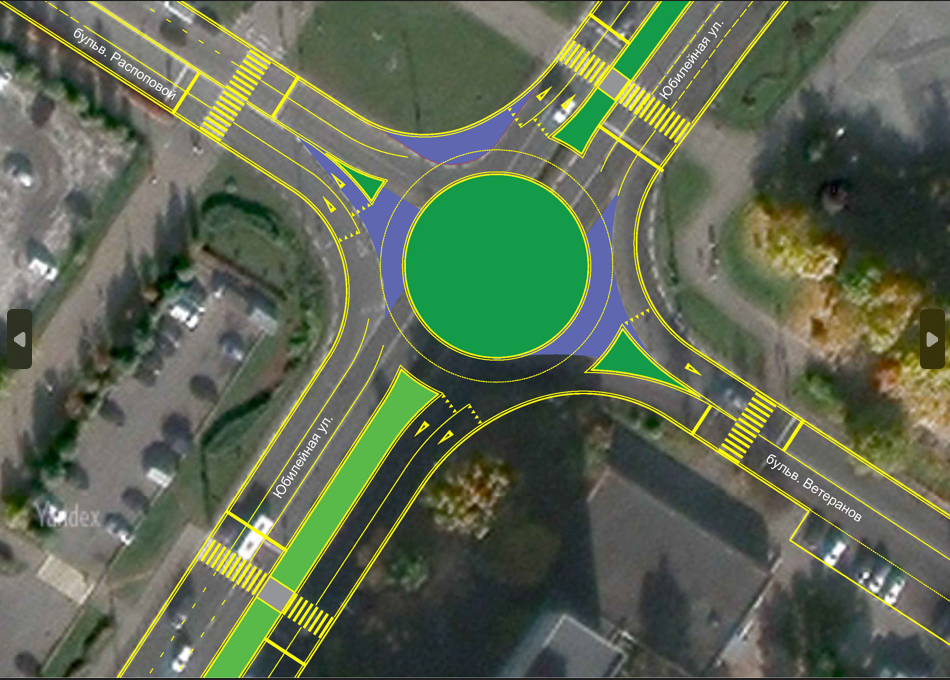 бульв. Распоповой
Юбилейная ул.
Юбилейная ул.
бульв. Ветеранов
Yandex